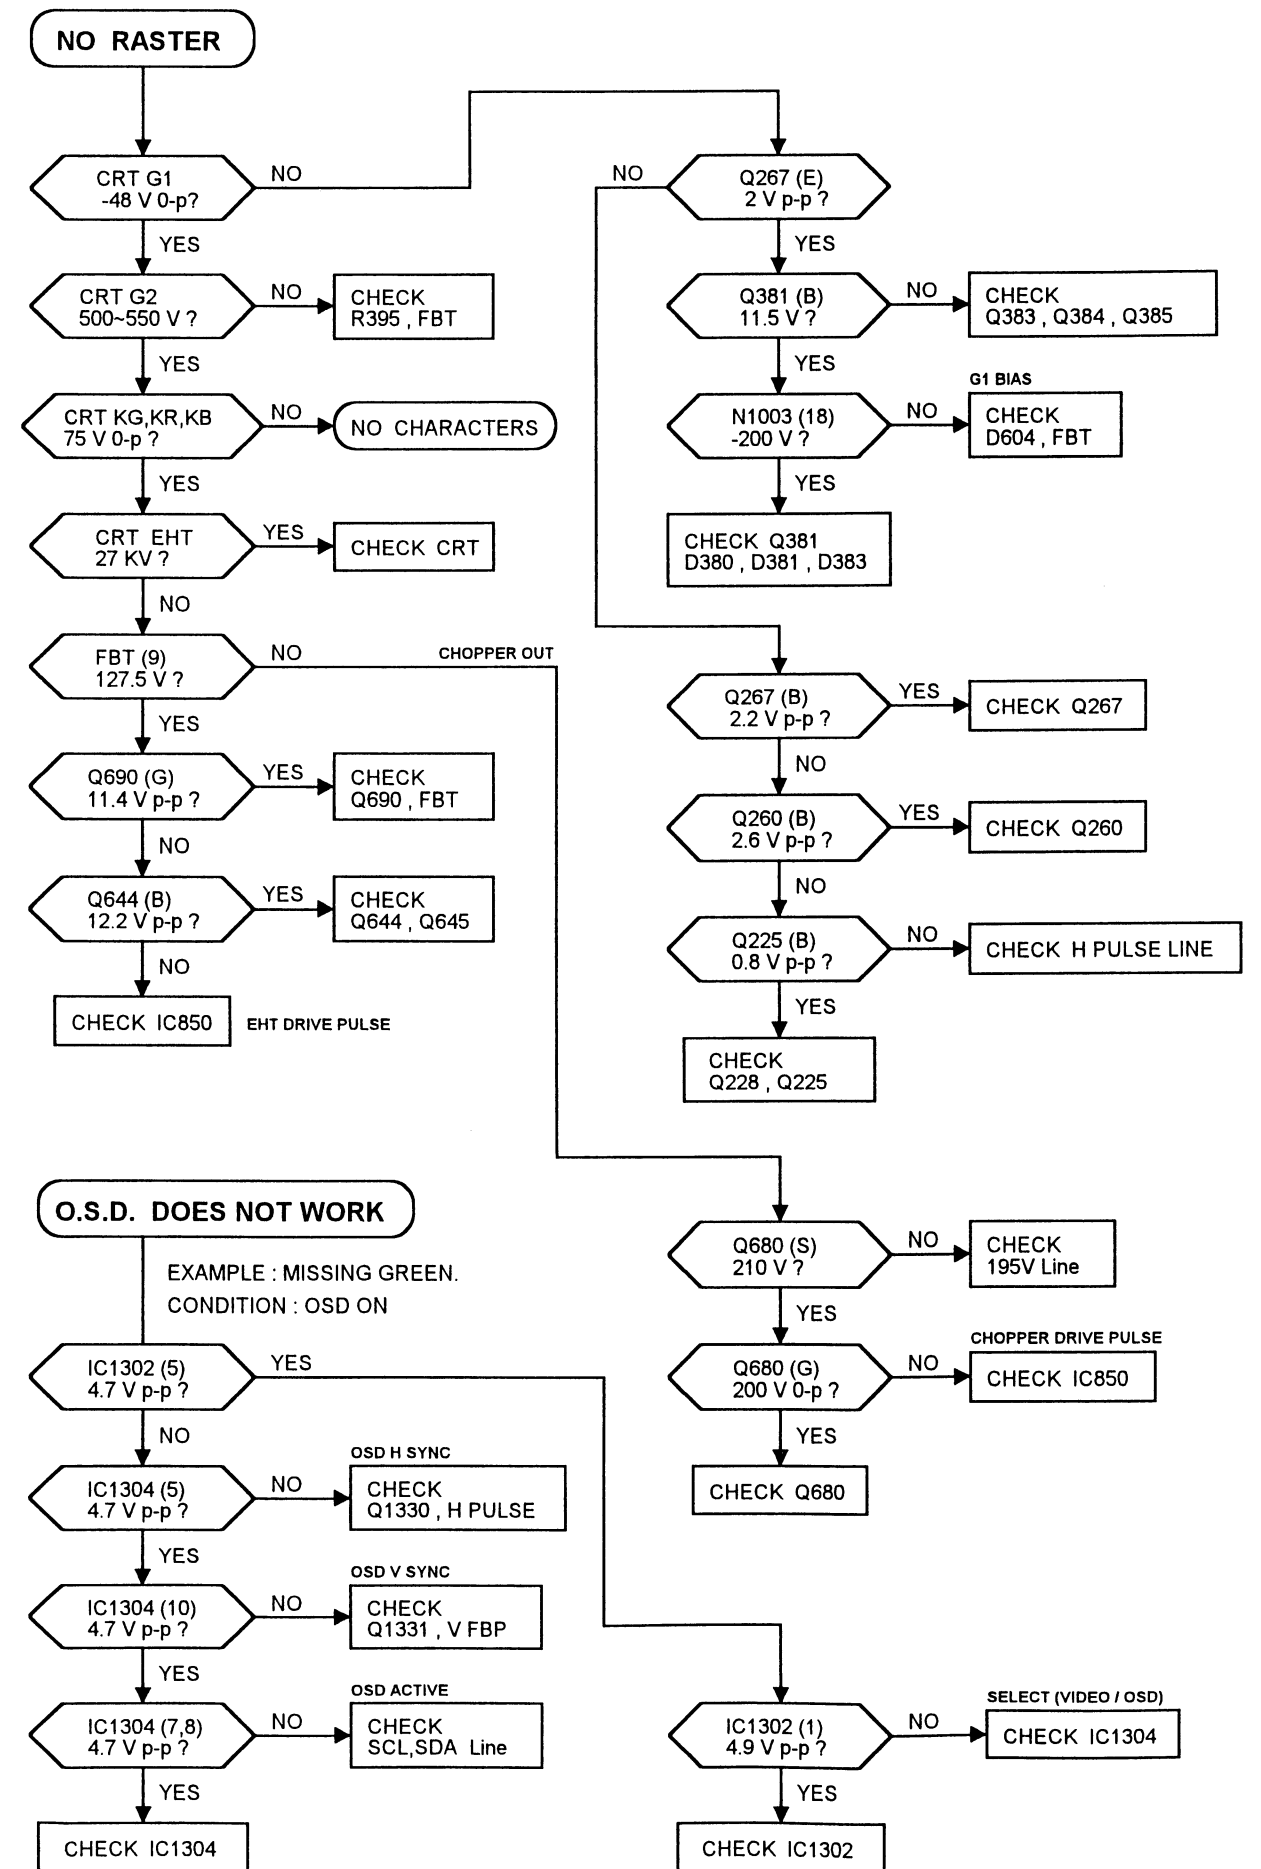 NO RASTER
CRT G1
-48 V 0-p?
NO
YES
CRT G2
500~550 V ?
NO
CHECK
R395 , FBT
YES
CRT KG,KR,KB
75 V 0-p ?
NO
NO CHARACTERS
YES
CRT EHT
27 KV ?
YES
CHECK CRT
NO
FBT (9)
127.5 V ?
NO
CHOPPER OUT
YES
Q690 (G)
11.4 V p-p ?
YES
CHECK
Q690 , FBT
NO
Q644 (B)
12.2 V p-p ?
YES
CHECK
Q644 , Q645
NO
CHECK IC850
EHT DRIVE PULSE
NO
Q267 (E)
2 V p-p ?
YES
Q381 (B)
11.5 V ?
NO
CHECK
Q383 , Q384 , Q385
YES
G1 BIAS
N1003 (18)
-200 V ?
NO
CHECK
D604 , FBT
YES
CHECK Q381
D380 , D381 , D383
Q267 (B)
2.2 V p-p ?
YES
CHECK Q267
NO
Q260 (B)
2.6 V p-p ?
YES
CHECK Q260
NO
Q225 (B)
0.8 V p-p ?
NO
CHECK H PULSE LINE
YES
CHECK
Q228 , Q225
Q680 (S)
210 V ?
NO
CHECK
195V Line
YES
CHOPPER DRIVE PULSE
Q680 (G)
200 V 0-p ?
NO
CHECK IC850
YES
CHECK Q680
O.S.D. DOES NOT WORK
EXAMPLE : MISSING GREEN.
CONDITION : OSD ON
IC1302 (5)
4.7 V p-p ?
YES
NO
OSD H SYNC
IC1304 (5)
4.7 V p-p ?
NO
CHECK
Q1330 , H PULSE
YES
OSD V SYNC
IC1304 (10)
4.7 V p-p ?
NO
CHECK
Q1331 , V FBP
YES
OSD ACTIVE
IC1304 (7,8)
4.7 V p-p ?
NO
CHECK
SCL,SDA Line
YES
CHECK IC1304
SELECT (VIDEO / OSD)
IC1302 (1)
4.9 V p-p ?
NO
CHECK IC1304
YES
CHECK IC1302